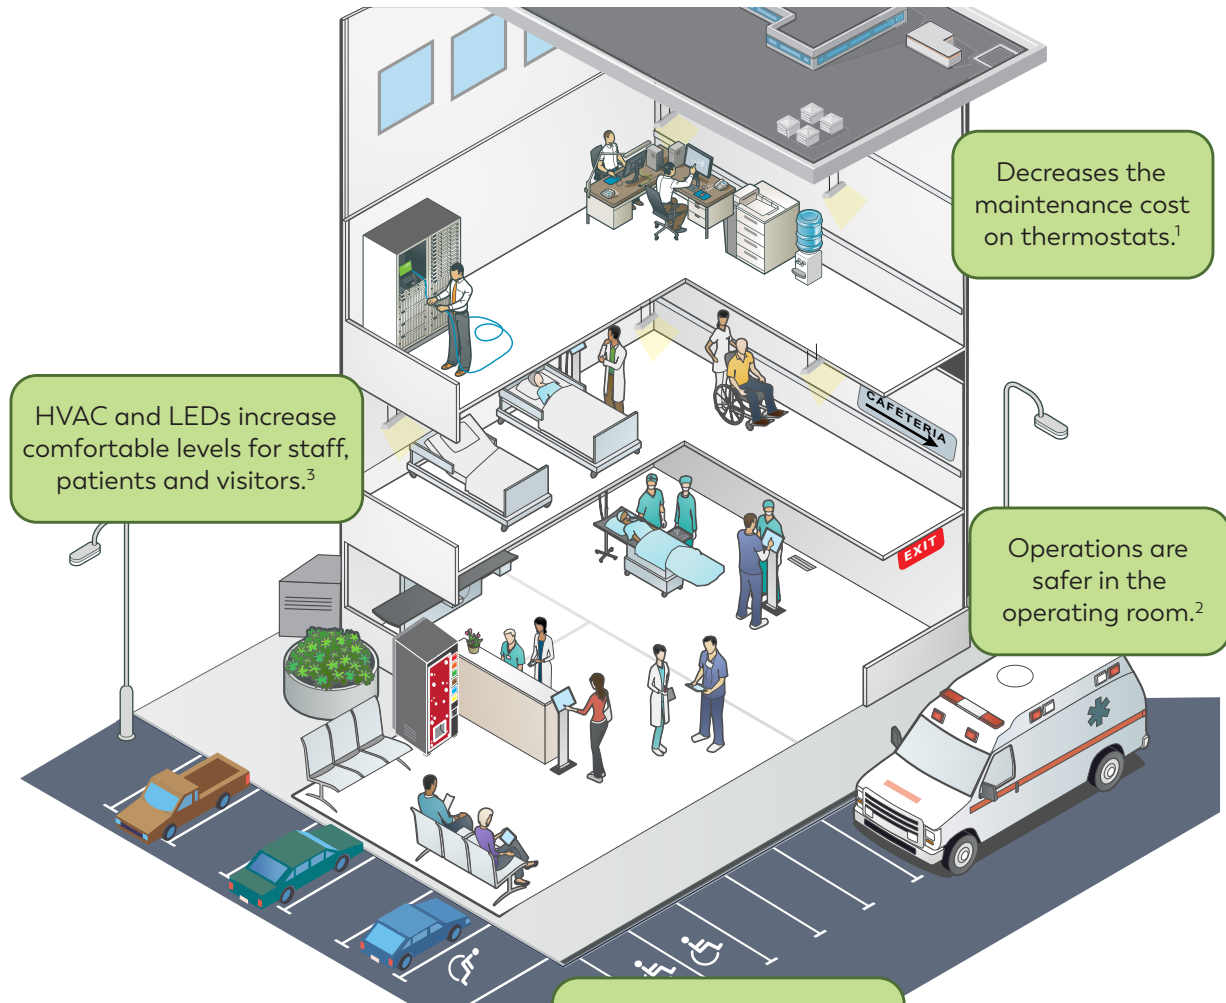 Decreases the
maintenance cost
on thermostats.¹
HVAC and LEDs increase
comfortable levels for staff,
patients and visitors.³
CAFETERIA
EXIT
Operations are
safer in the
operating room.²